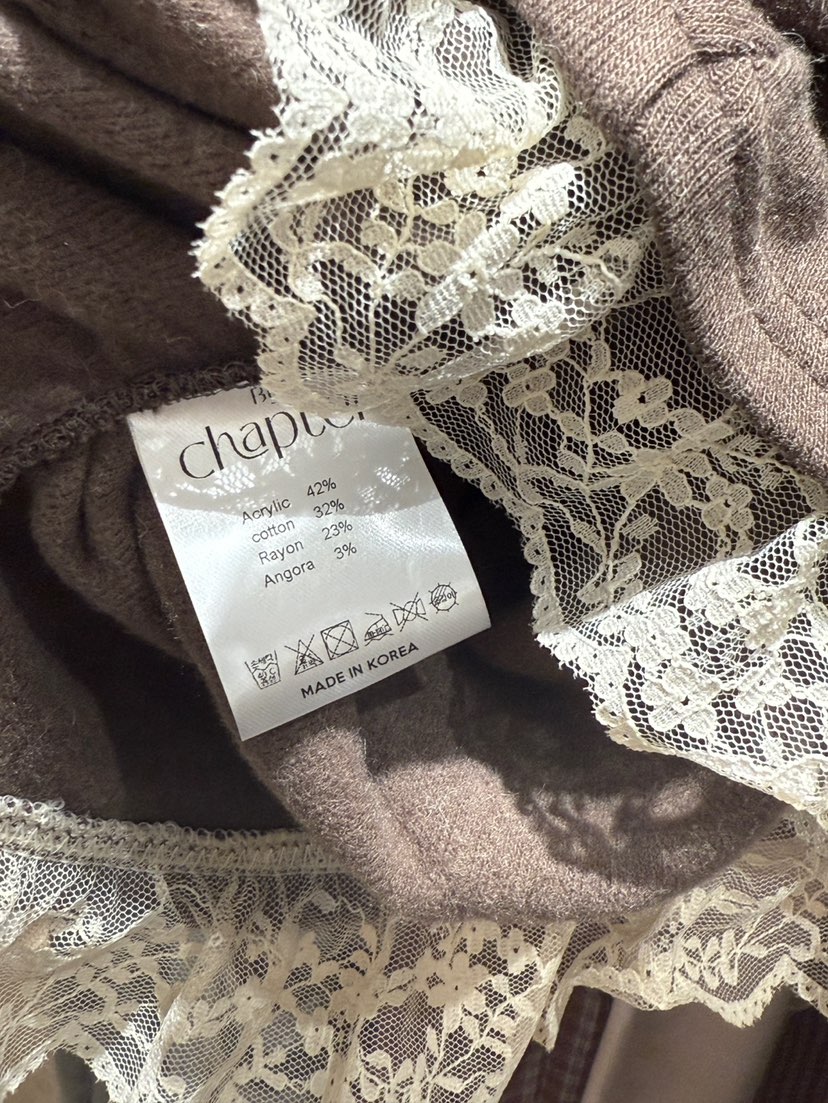 chapter
Acrylic 42%
cotton 32%
Rayon 23%
Angora 3%
MADE IN KOREA